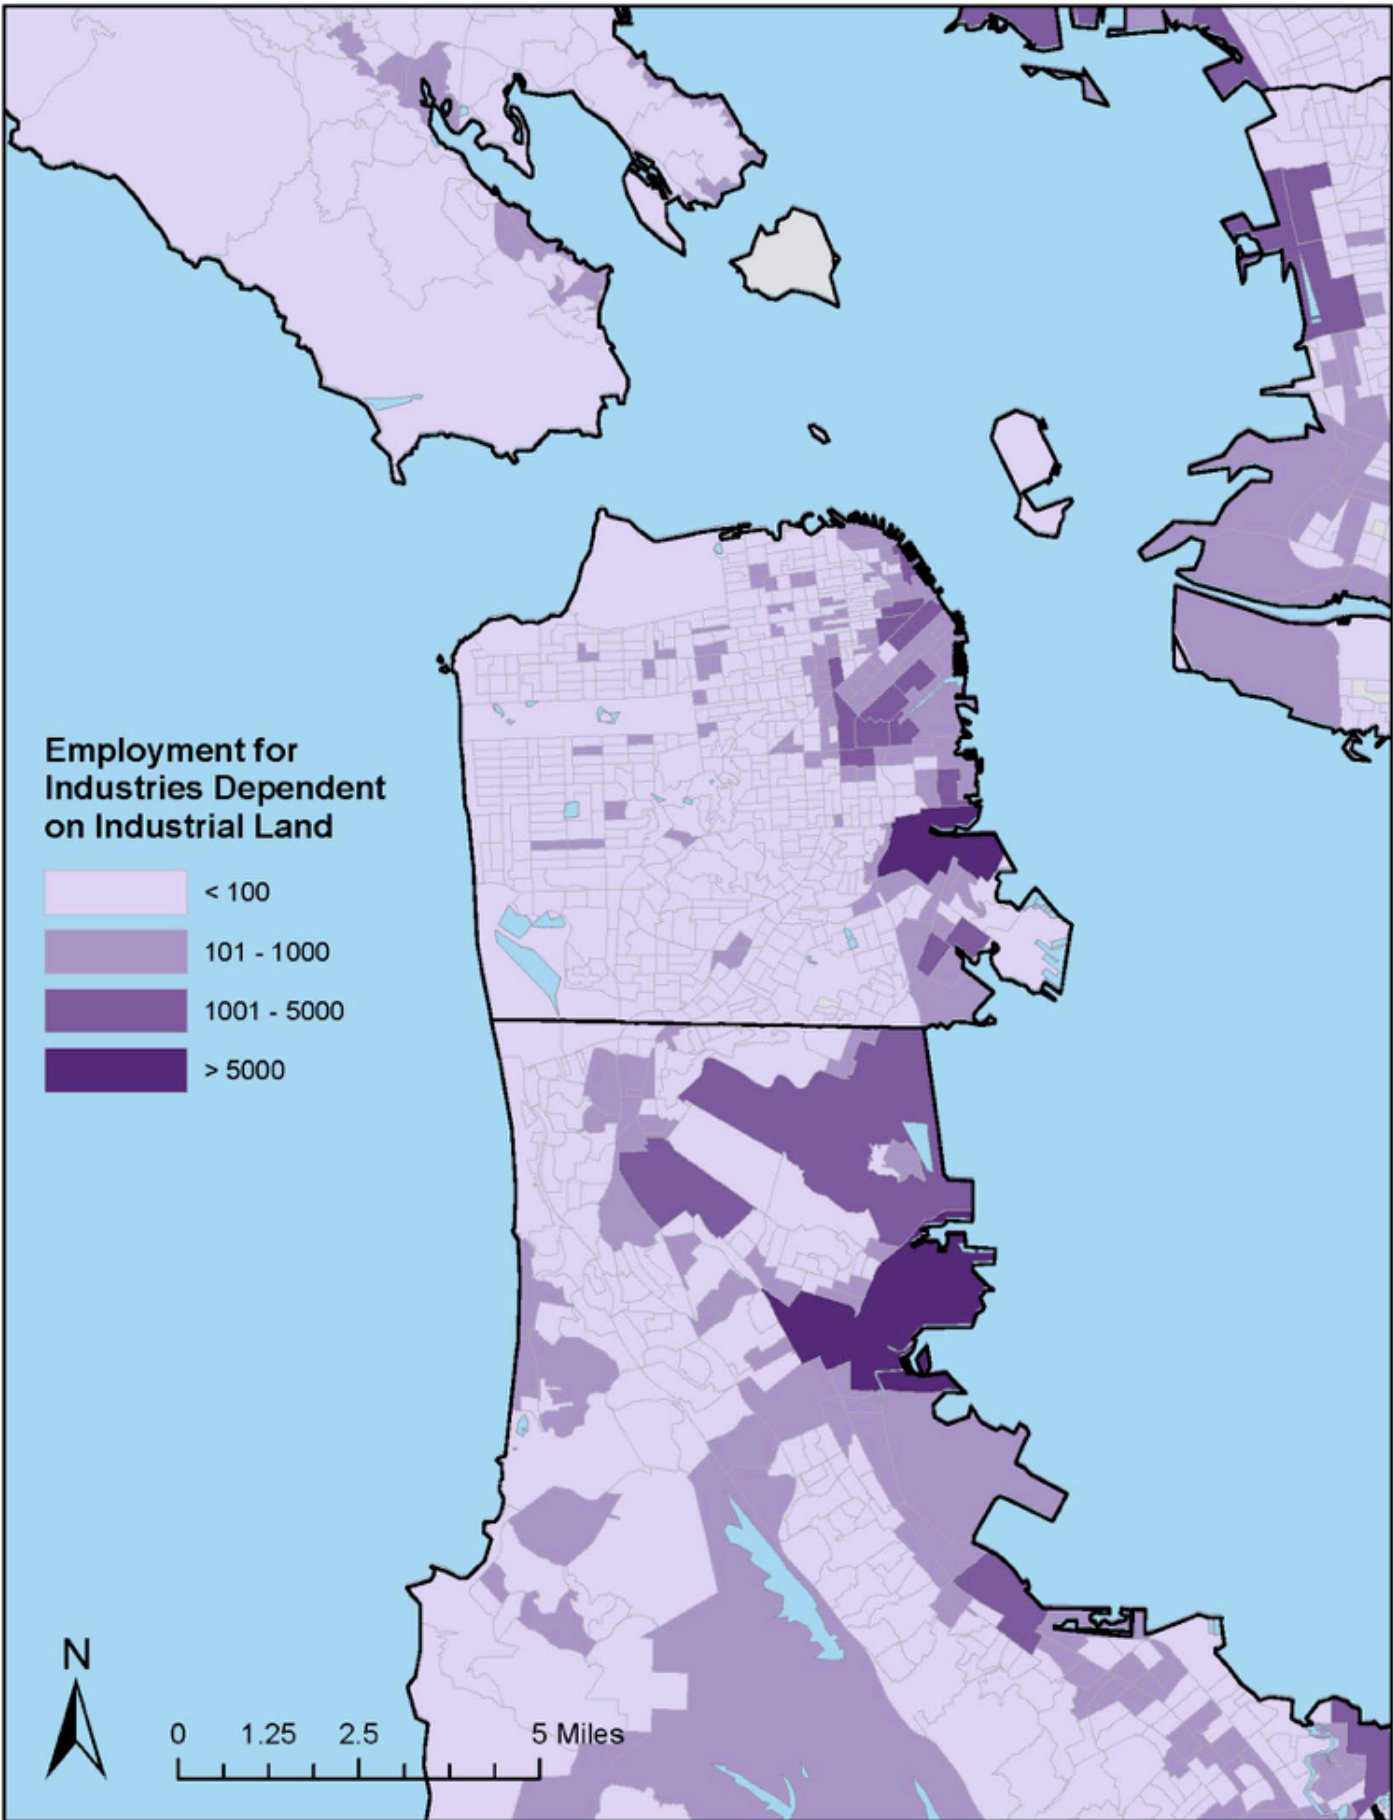 Employment for
Industries Dependent
on Industrial Land
< 100
101 - 1000
1001 - 5000
> 5000
N
0 1.25 2.5 5 Miles